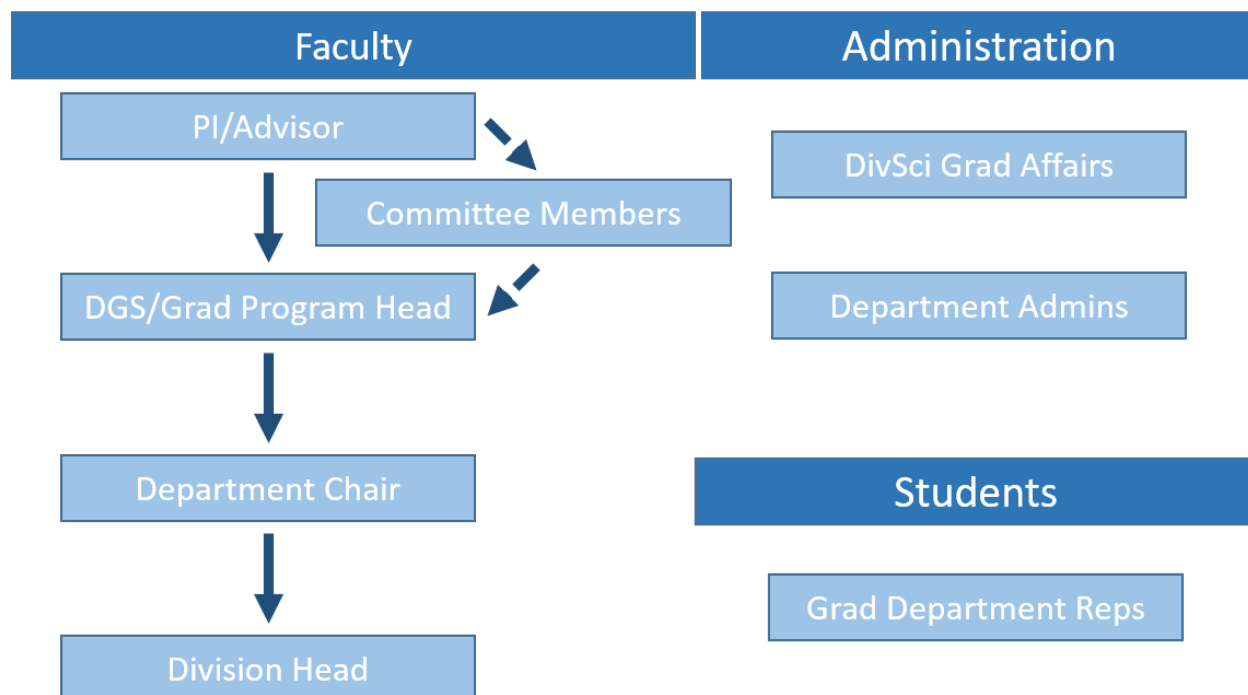 Faculty
PI/Advisor
Committee Members
DGS/Grad Program Head
Department Chair
Division Head
Administration
DivSci Grad Affairs
Department Admins
Students
Grad Department Reps